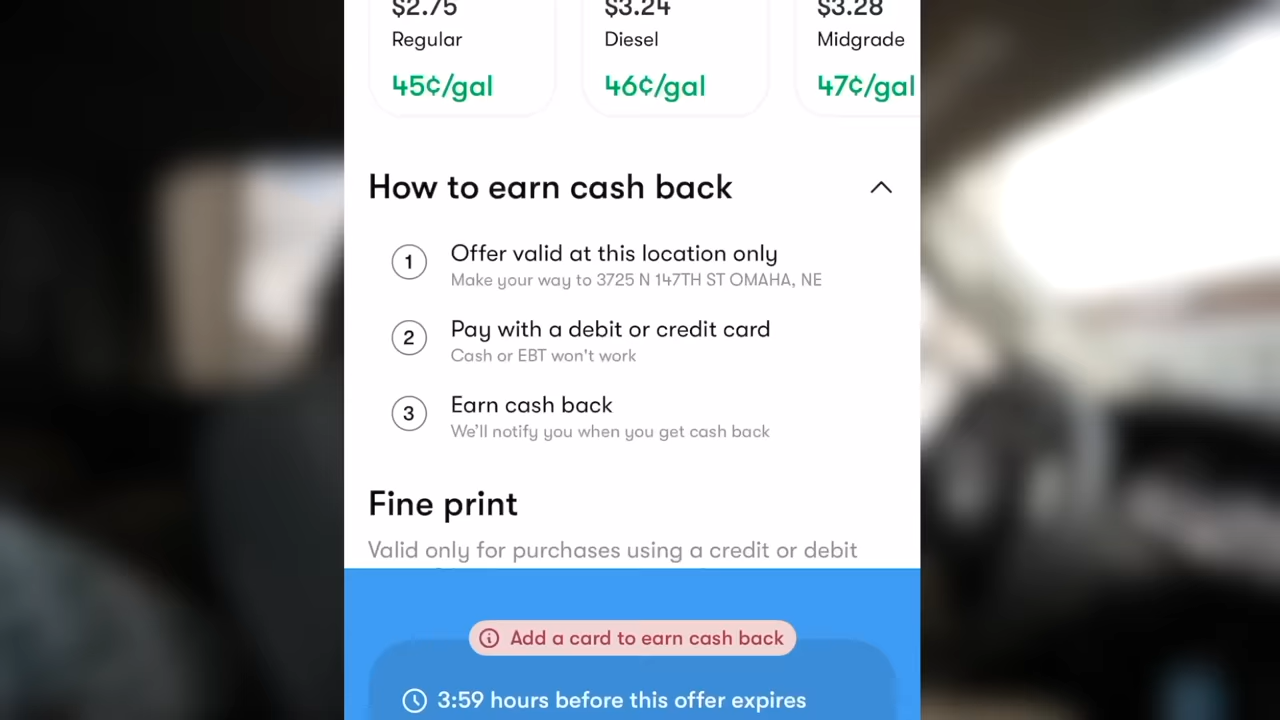 $2.75 $3.24 $3.28
Regular Diesel Midgrade
45¢/gal 46¢/gal 47¢/gal
How to earn cash back
1 Offer valid at this location only
Make your way to 3725 N 147TH ST OMAHA, NE
2 Pay with a debit or credit card
Cash or EBT won't work
3 Earn cash back
We'll notify you when you get cash back
Fine print
Valid only for purchases using a credit or debit
Add a card to earn cash back
3:59 hours before this offer expires